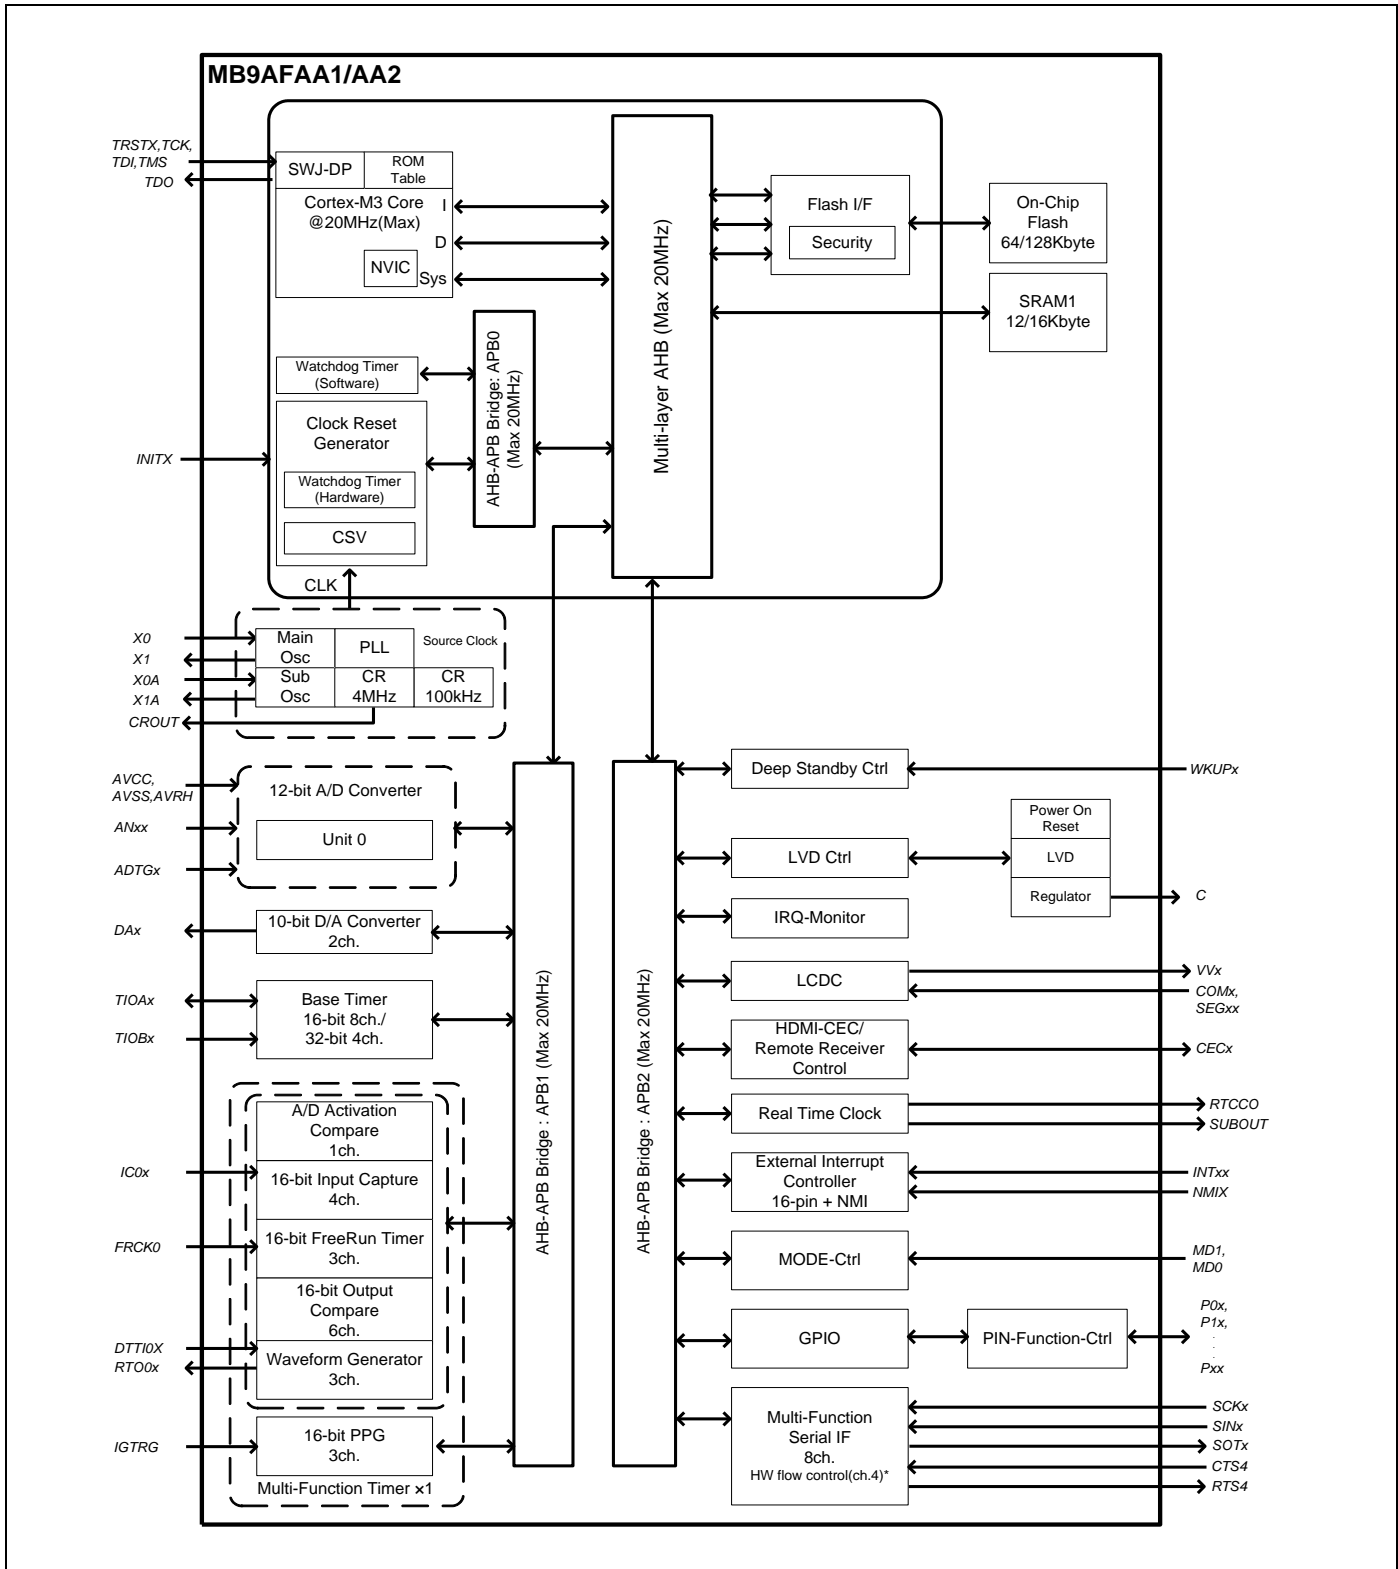 MB9AFAA1/AA2
TRSTX,TCK,
TDI,TMS
TDO
SWJ-DP
ROM
Table
Cortex-M3 Core
@20MHz(Max)
I
D
Sys
NVIC
Multi-layer AHB (Max 20MHz)
Flash I/F
Security
On-Chip
Flash
64/128Kbyte
SRAM1
12/16Kbyte
Watchdog Timer
(Software)
AHB-APB Bridge: APB0
(Max 20MHz)
INITX
Clock Reset
Generator
Watchdog Timer
(Hardware)
CSV
CLK
X0
X1
X0A
X1A
CROUT
Main
Osc
PLL
Source Clock
Sub
Osc
CR
4MHz
CR
100kHz
AVCC,
AVSS,AVRH
ANxx
ADTGx
12-bit A/D Converter
Unit 0
DAx
10-bit D/A Converter
2ch.
TIOAx
TIOBx
Base Timer
16-bit 8ch./
32-bit 4ch.
IC0x
FRCK0
DTTI0X
RTO0x
IGTRG
A/D Activation
Compare
1ch.
16-bit Input Capture
4ch.
16-bit FreeRun Timer
3ch.
16-bit Output
Compare
6ch.
Waveform Generator
3ch.
16-bit PPG
3ch.
Multi-Function Timer ×1
AHB-APB Bridge : APB1 (Max 20MHz)
AHB-APB Bridge : APB2 (Max 20MHz)
Deep Standby Ctrl
WKUPx
LVD Ctrl
Power On
Reset
LVD
Regulator
C
IRQ-Monitor
LCDC
VVx
COMx,
SEGxx
HDMI-CEC/
Remote Receiver
Control
CECx
Real Time Clock
RTCCO
SUBOUT
External Interrupt
Controller
16-pin + NMI
INTxx
NMIX
MODE-Ctrl
MD1,
MD0
GPIO
PIN-Function-Ctrl
P0x,
P1x,
.
.
Pxx
Multi-Function
Serial IF
8ch.
HW flow control(ch.4)*
SCKx
SINx
SOTx
CTS4
RTS4